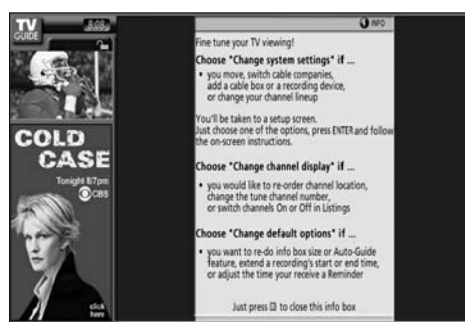 TV
GUIDE
8:08
INFO
Fine tune your TV viewing!
Choose "Change system settings" if ...
• you move, switch cable companies,
add a cable box or a recording device,
or change your channel lineup
You'll be taken to a setup screen.
Just choose one of the options, press ENTER and follow
the on-screen instructions.
Choose "Change channel display" if ...
• you would like to re-order channel location,
change the tune channel number,
or switch channels On or Off in Listings
Choose "Change default options" if ...
• you want to re-do info box size or Auto-Guide
feature, extend a recording's start or end time,
or adjust the time your receive a Reminder
Just press to close this info box
COLD
CASE
Tonight 8/7pm
CBS
click
here